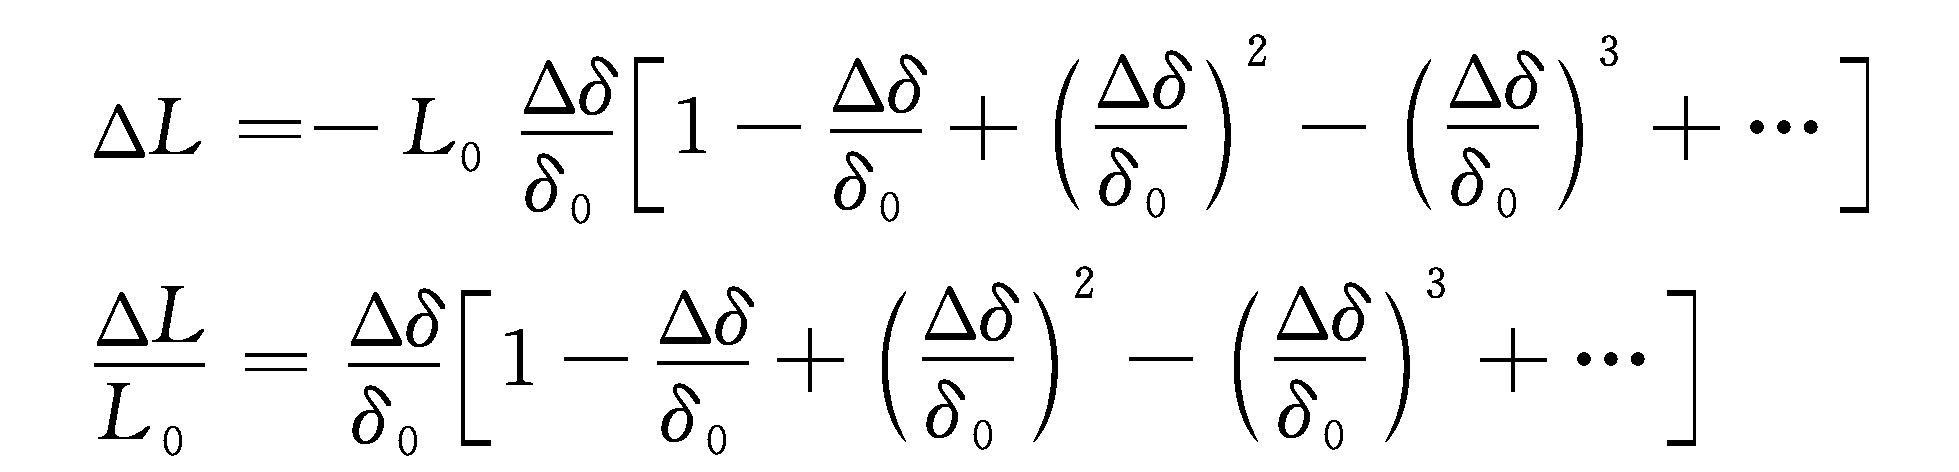 ΔL = − L₀ Δδ/δ₀ [1 − Δδ/δ₀ + (Δδ/δ₀)² − (Δδ/δ₀)³ + ⋯]
ΔL/L₀ = Δδ/δ₀ [1 − Δδ/δ₀ + (Δδ/δ₀)² − (Δδ/δ₀)³ + ⋯]